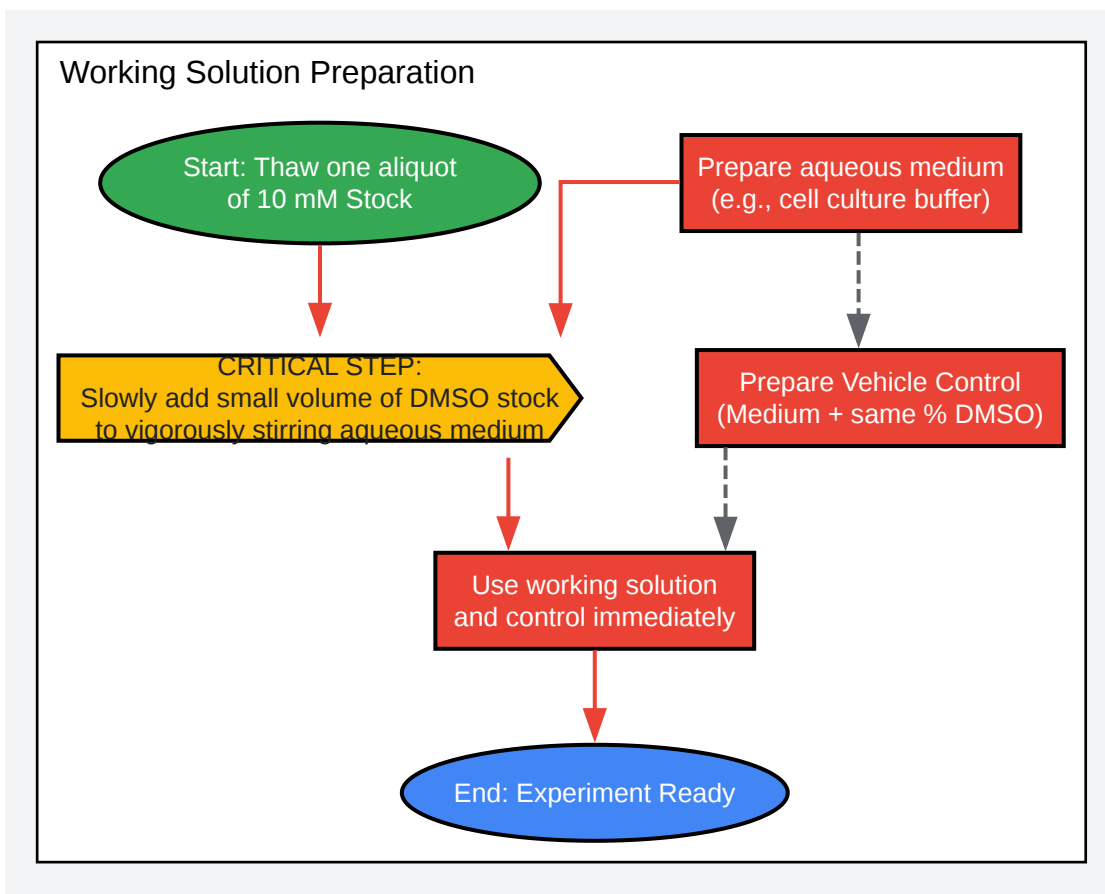 Working Solution Preparation
Start: Thaw one aliquot
of 10 mM Stock
Prepare aqueous medium
(e.g., cell culture buffer)
CRITICAL STEP:
Slowly add small volume of DMSO stock
to vigorously stirring aqueous medium
Prepare Vehicle Control
(Medium + same % DMSO)
Use working solution
and control immediately
End: Experiment Ready